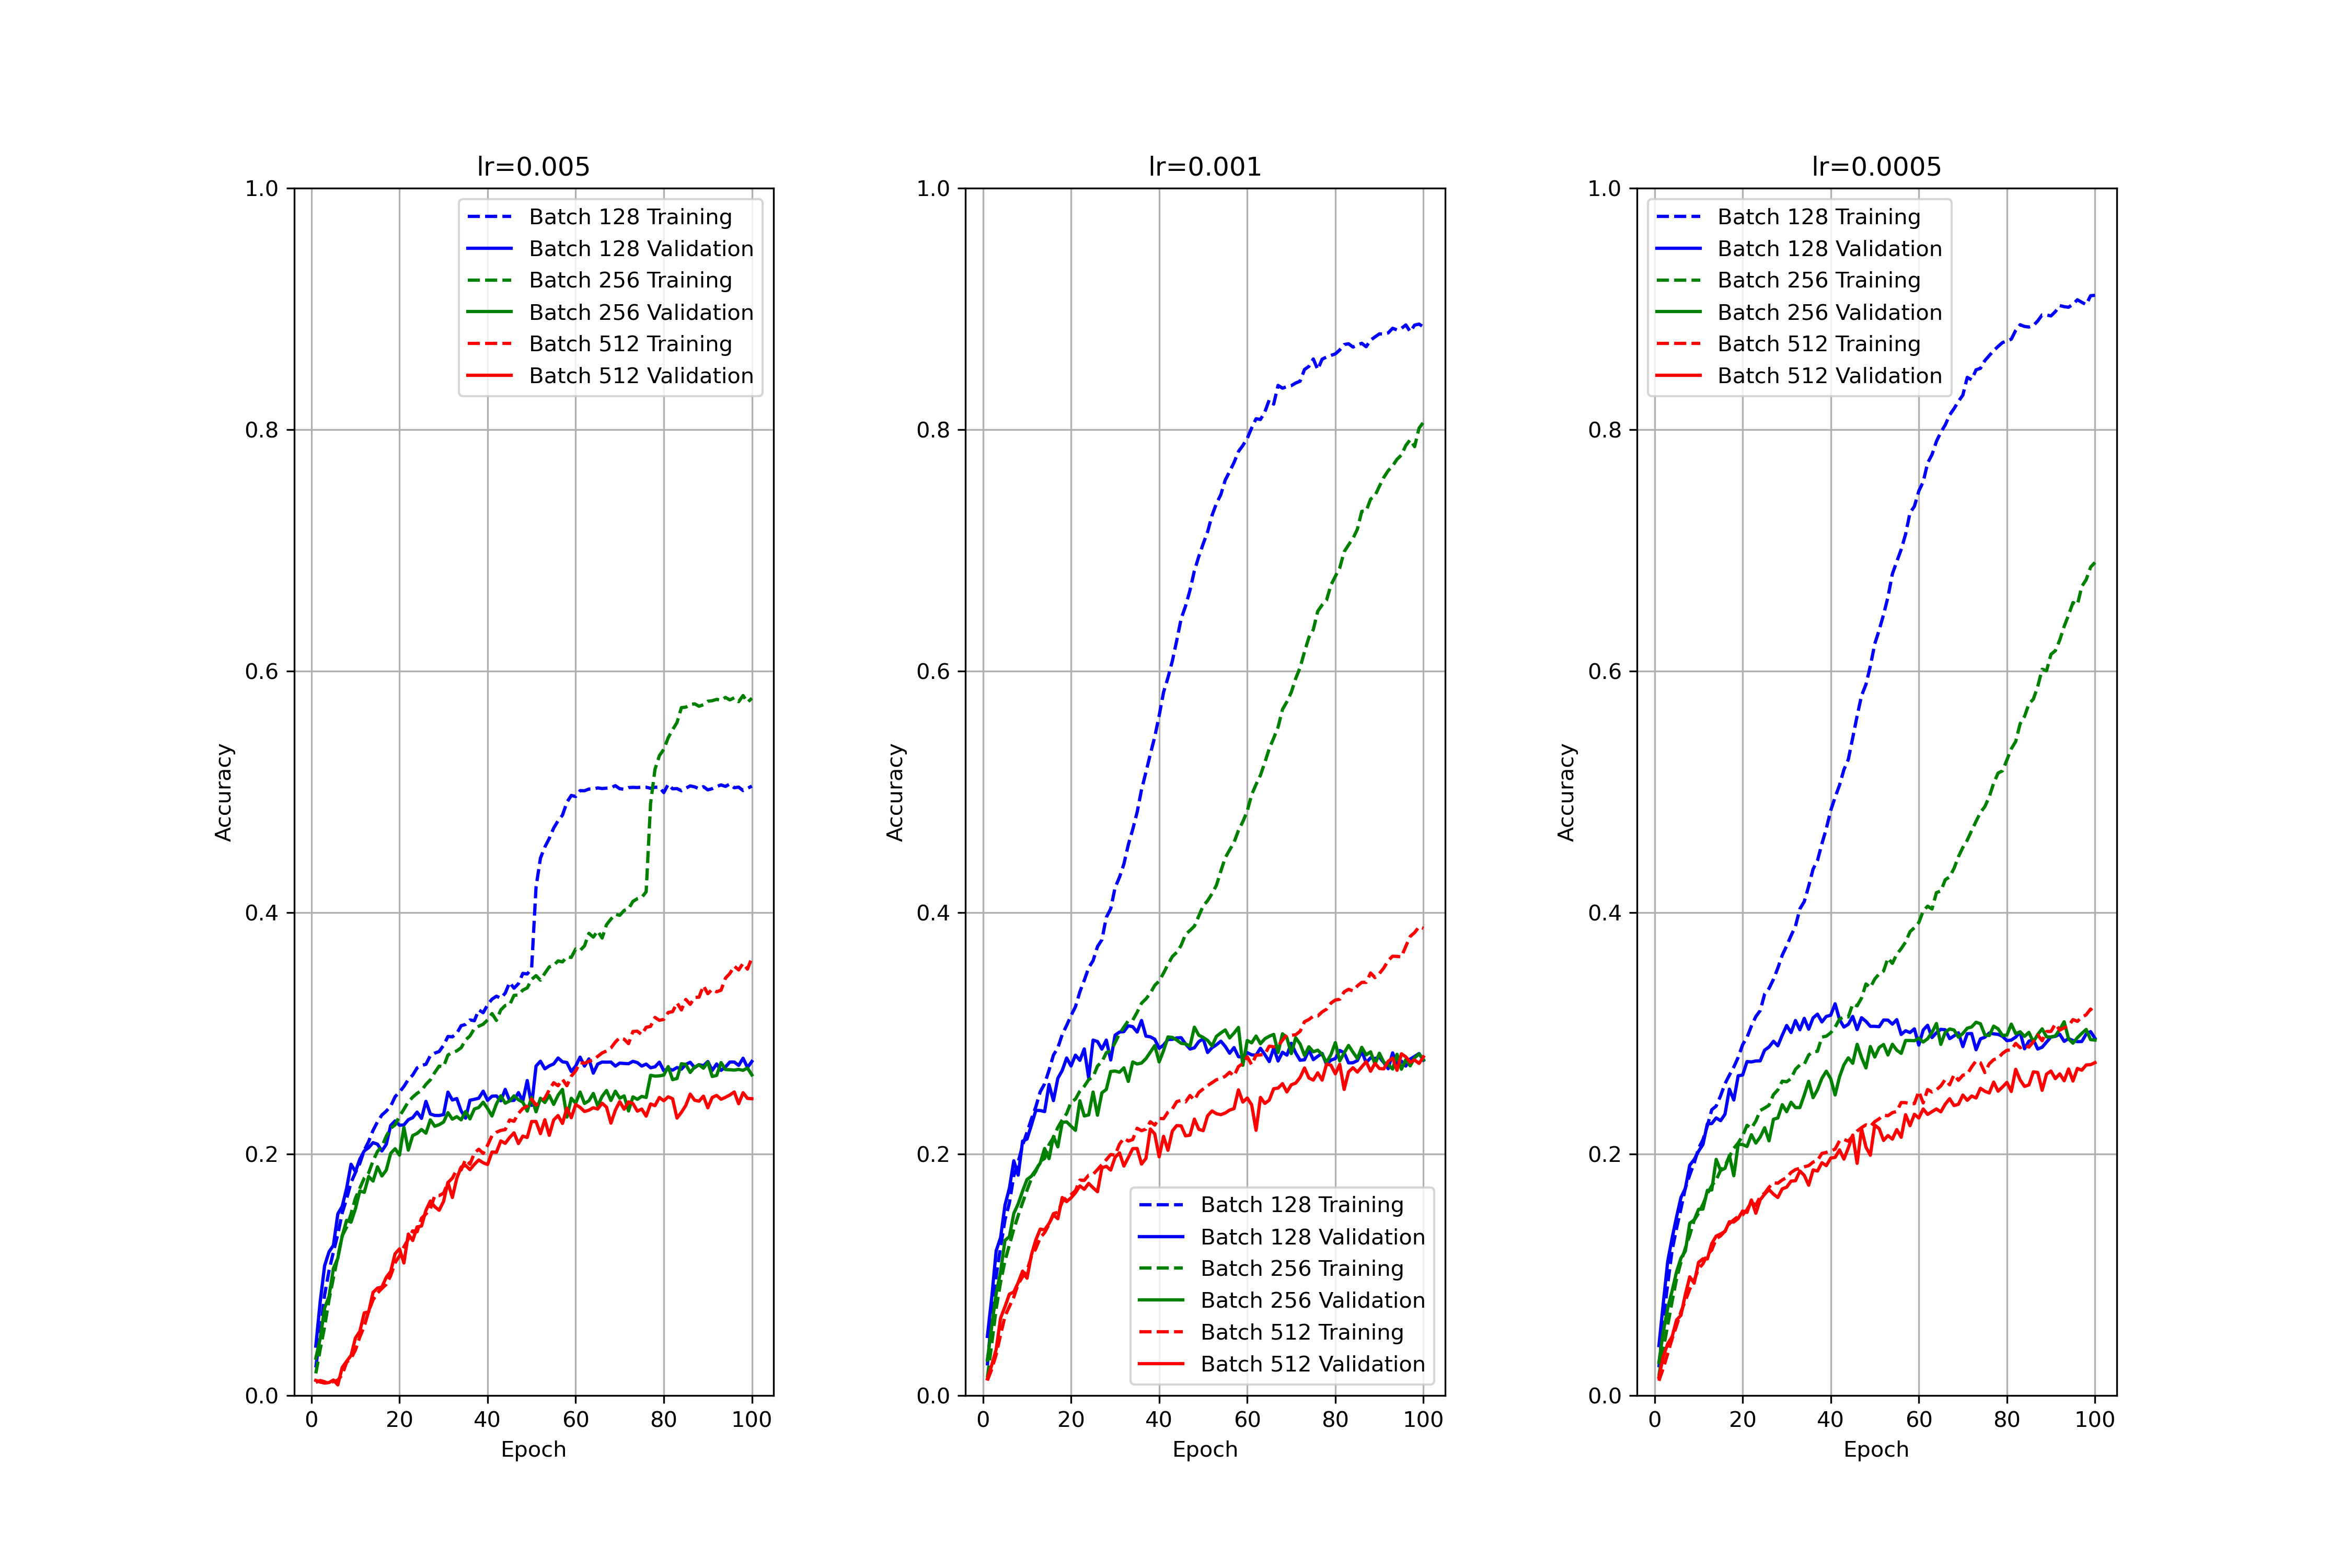 lr=0.005
1.0
0.8
0.6
0.4
0.2
0.0
Accuracy
Batch 128 Training
Batch 128 Validation
Batch 256 Training
Batch 256 Validation
Batch 512 Training
Batch 512 Validation
0 20 40 60 80 100
Epoch
lr=0.001
1.0
0.8
0.6
0.4
0.2
0.0
Accuracy
Batch 128 Training
Batch 128 Validation
Batch 256 Training
Batch 256 Validation
Batch 512 Training
Batch 512 Validation
0 20 40 60 80 100
Epoch
lr=0.0005
1.0
0.8
0.6
0.4
0.2
0.0
Accuracy
Batch 128 Training
Batch 128 Validation
Batch 256 Training
Batch 256 Validation
Batch 512 Training
Batch 512 Validation
0 20 40 60 80 100
Epoch